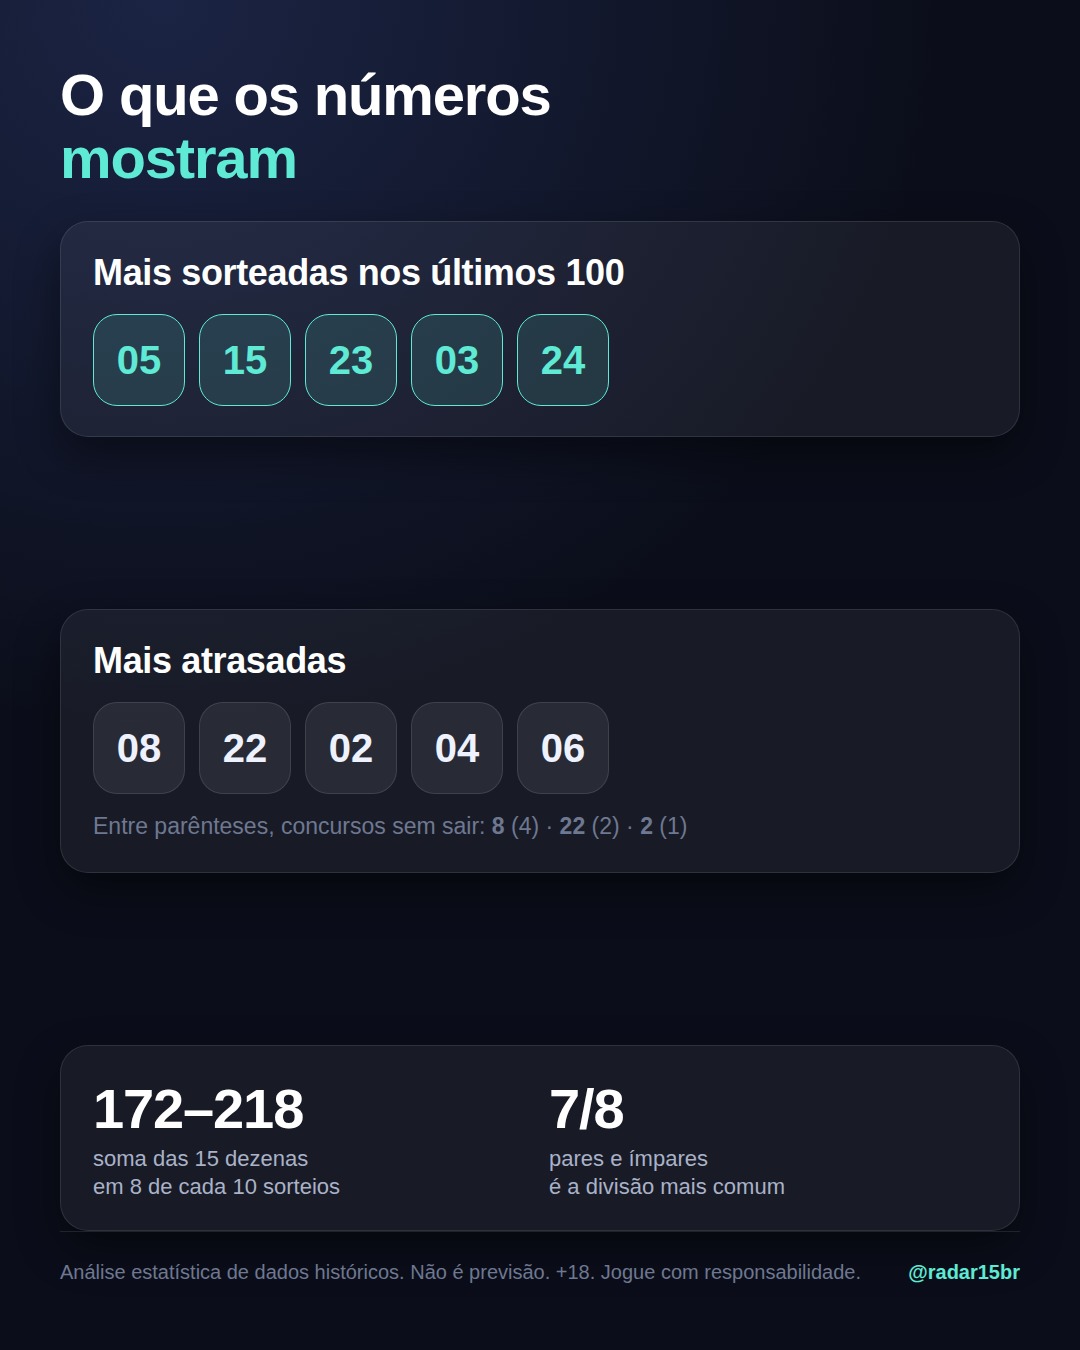 O que os números
mostram
Mais sorteadas nos últimos 100
05 15 23 03 24
Mais atrasadas
08 22 02 04 06
Entre parênteses, concursos sem sair: 8 (4) · 22 (2) · 2 (1)
172–218
soma das 15 dezenas
em 8 de cada 10 sorteios
7/8
pares e ímpares
é a divisão mais comum
Análise estatística de dados históricos. Não é previsão. +18. Jogue com responsabilidade.
@radar15br